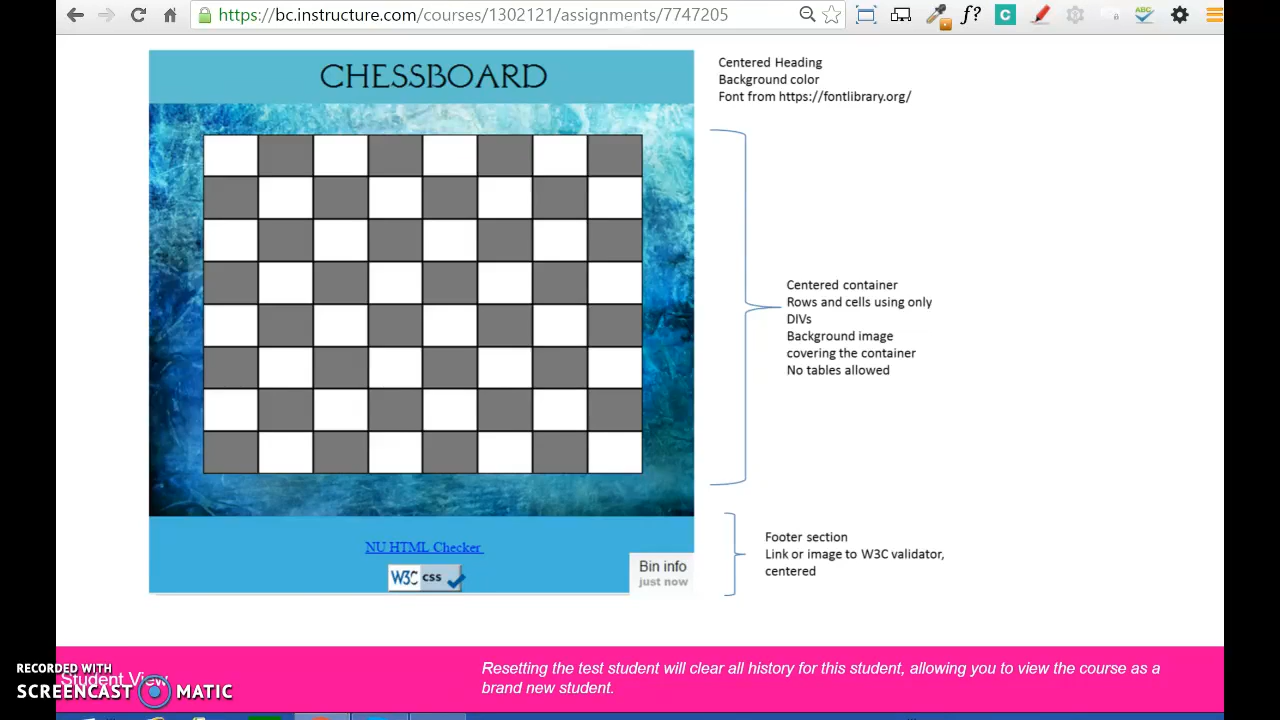 https://bc.instructure.com/courses/1302121/assignments/7747205
f?
C
ABC
CHESSBOARD
Centered Heading
Background color
Font from https://fontlibrary.org/
Centered container
Rows and cells using only
DIVs
Background image
covering the container
No tables allowed
Footer section
Link or image to W3C validator,
centered
NU HTML Checker
W3C css
Bin info
just now
Resetting the test student will clear all history for this student, allowing you to view the course as a
brand new student.
Student View
RECORDED WITH
SCREENCAST MATIC